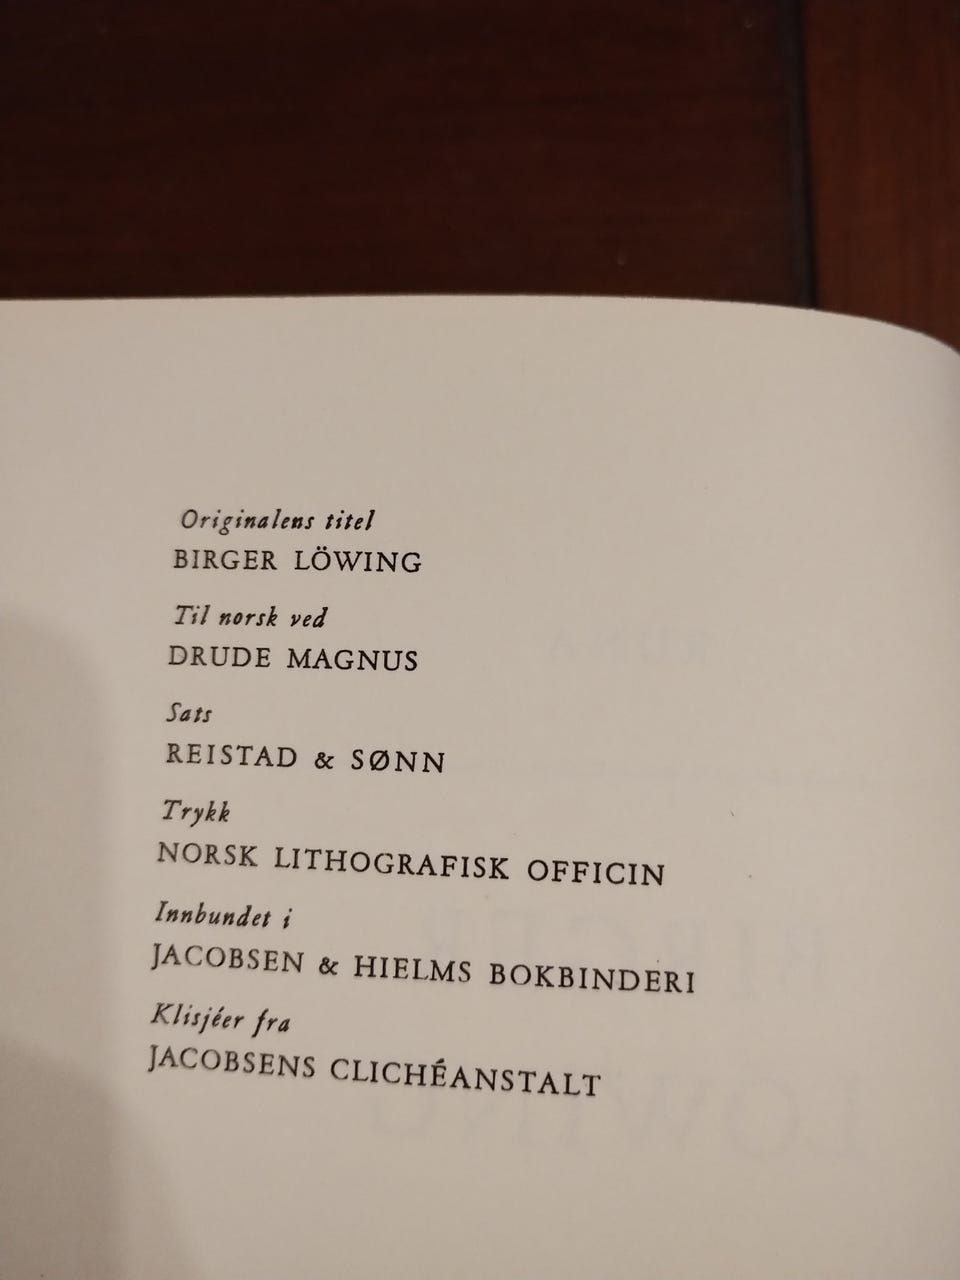 Originalens titel
BIRGER LÖWING
Til norsk ved
DRUDE MAGNUS
Sats
REISTAD & SØNN
Trykk
NORSK LITHOGRAFISK OFFICIN
Innbundet i
JACOBSEN & HIELMS BOKBINDERI
Klisjéer fra
JACOBSENS CLICHÉANSTALT